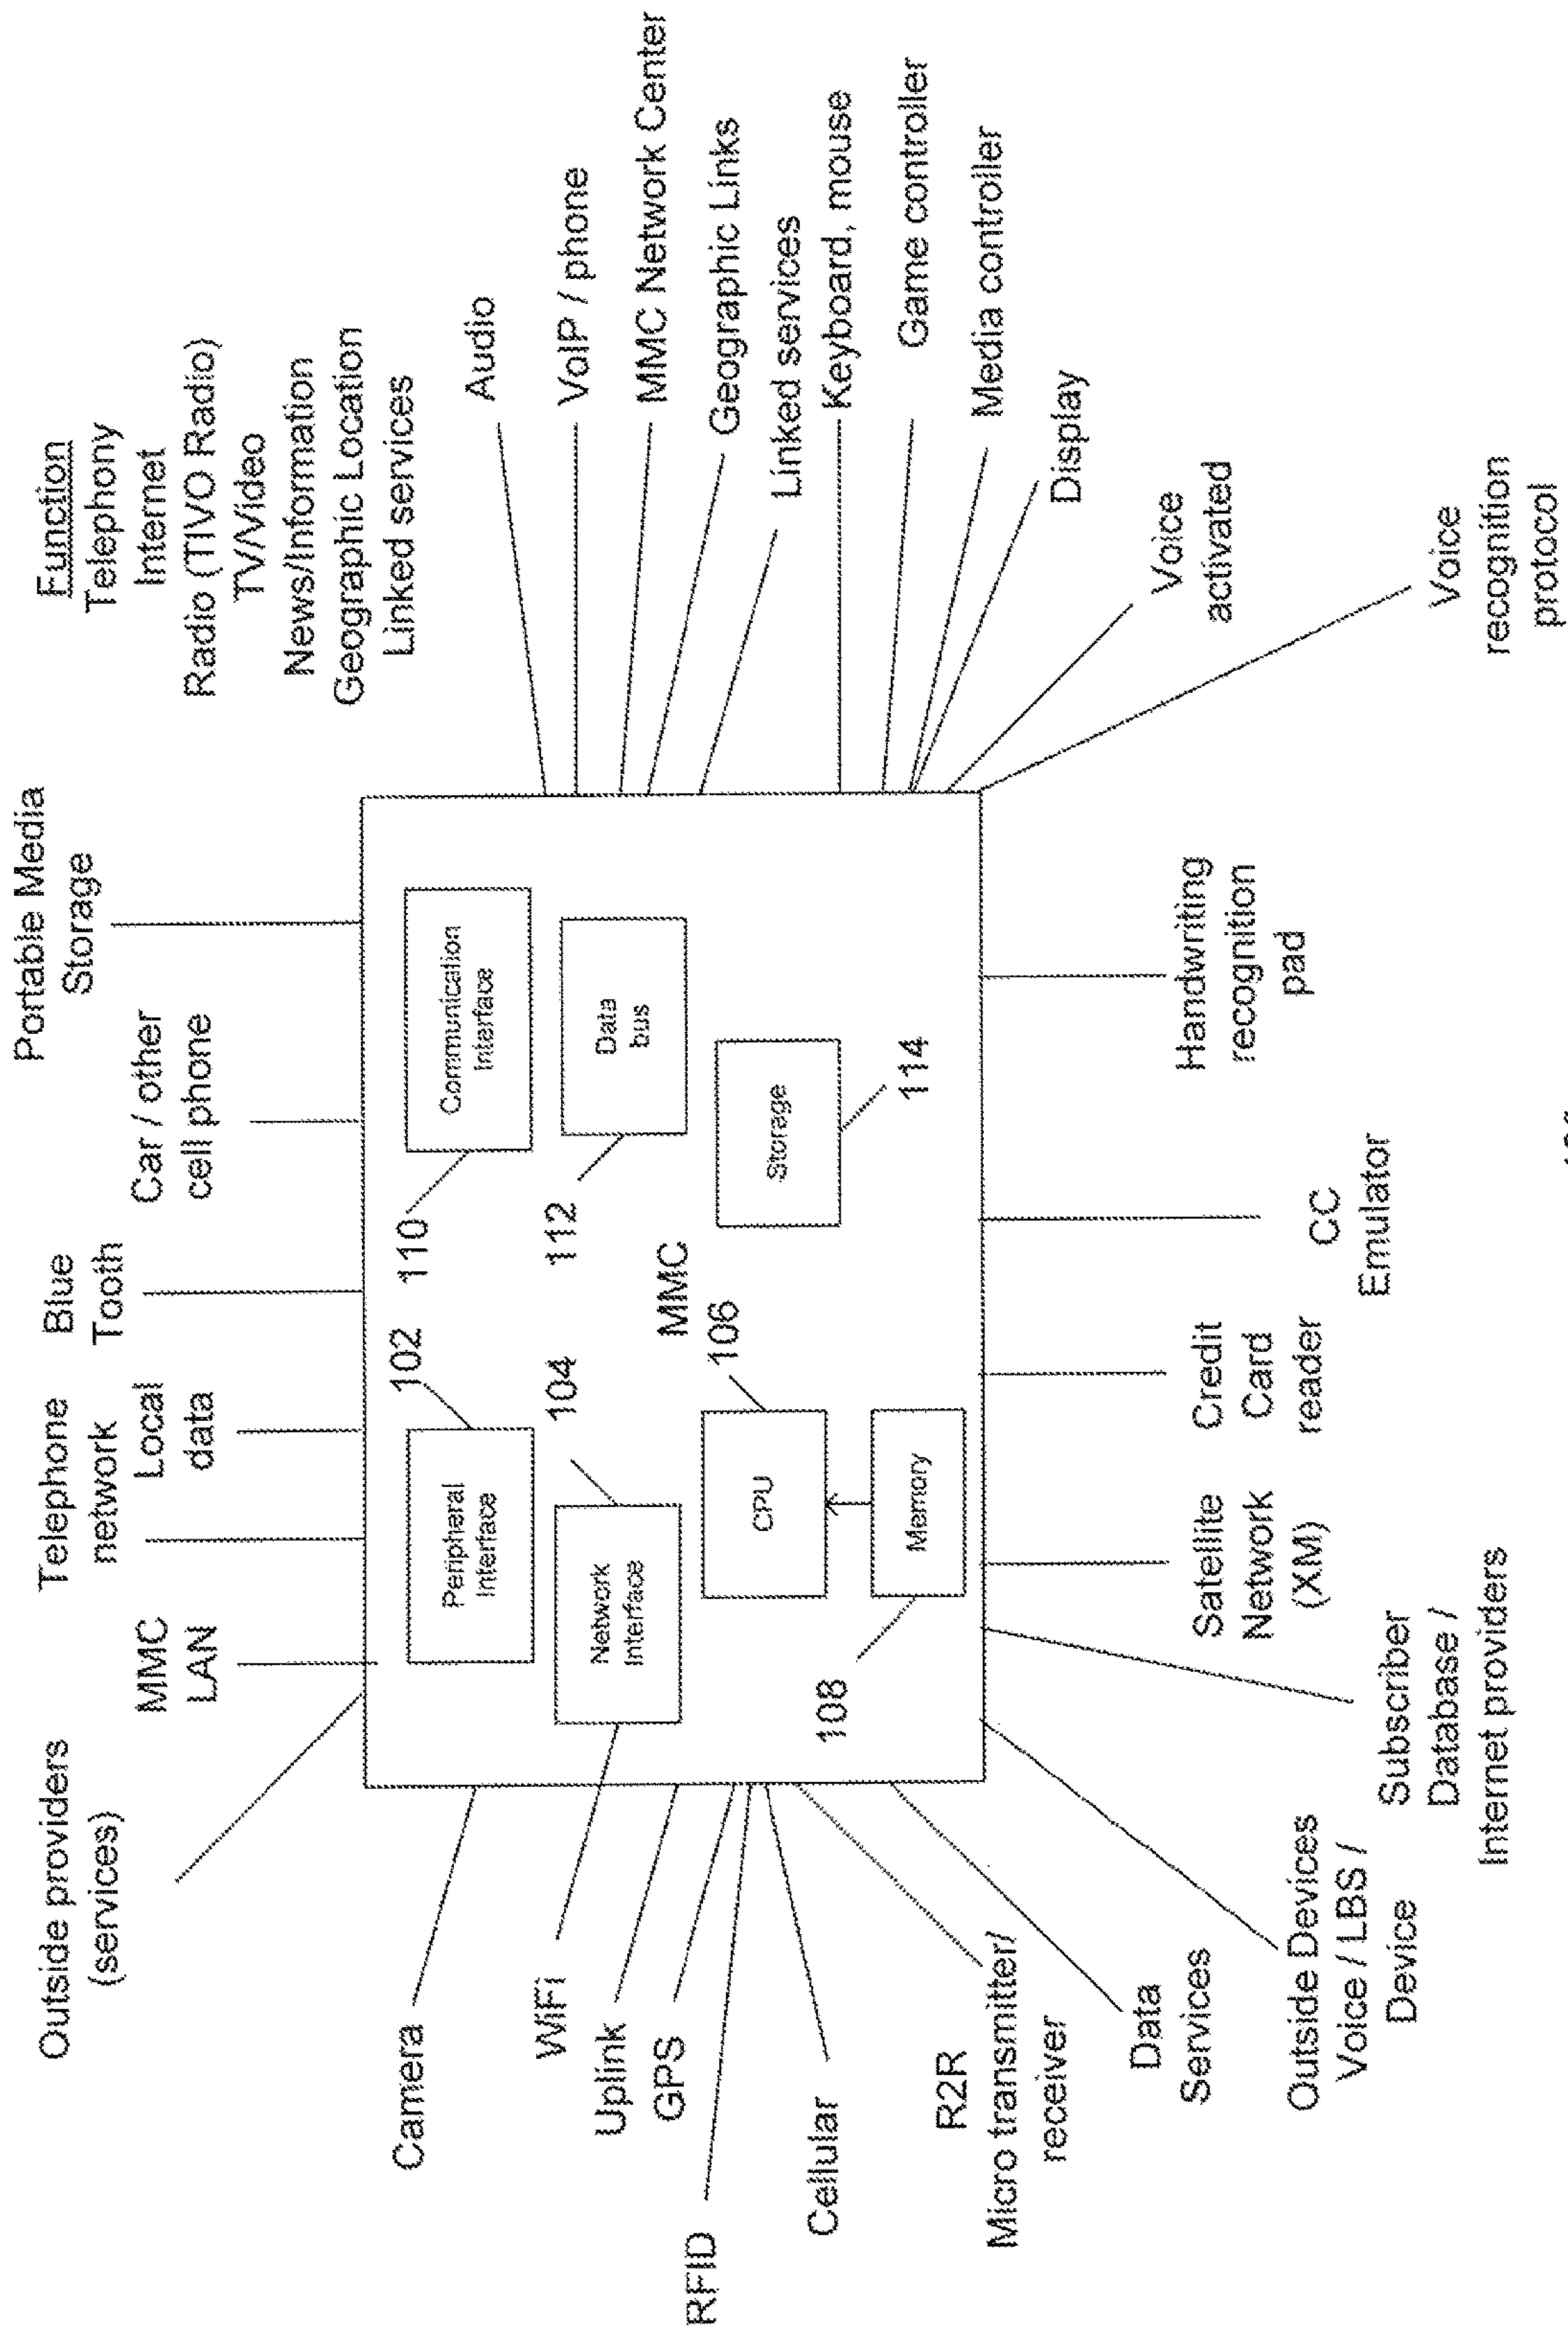 Outside providers
(services)
MMC
LAN
Telephone
network
Local
data
Blue
Tooth
Car / other
cell phone
Portable Media
Storage
Function
Telephony
Internet
Radio (TIVO Radio)
TV/Video
News/Information
Geographic Location
Linked services
Camera
WiFi
Uplink
GPS
RFID
Cellular
R2R
Micro transmitter/
receiver
Data
Services
Peripheral
Interface
102
Network
Interface
104
CPU
106
Memory
108
MMC
Communication
Interface
110
Data
bus
112
Storage
114
Audio
VoIP / phone
MMC Network Center
Geographic Links
Linked services
Keyboard, mouse
Game controller
Media controller
Display
Voice
activated
Voice
recognition
protocol
Outside Devices
Voice / LBS /
Device
Subscriber
Database /
Internet providers
Satellite
Network
(XM)
Credit
Card
reader
CC
Emulator
Handwriting
recognition
pad